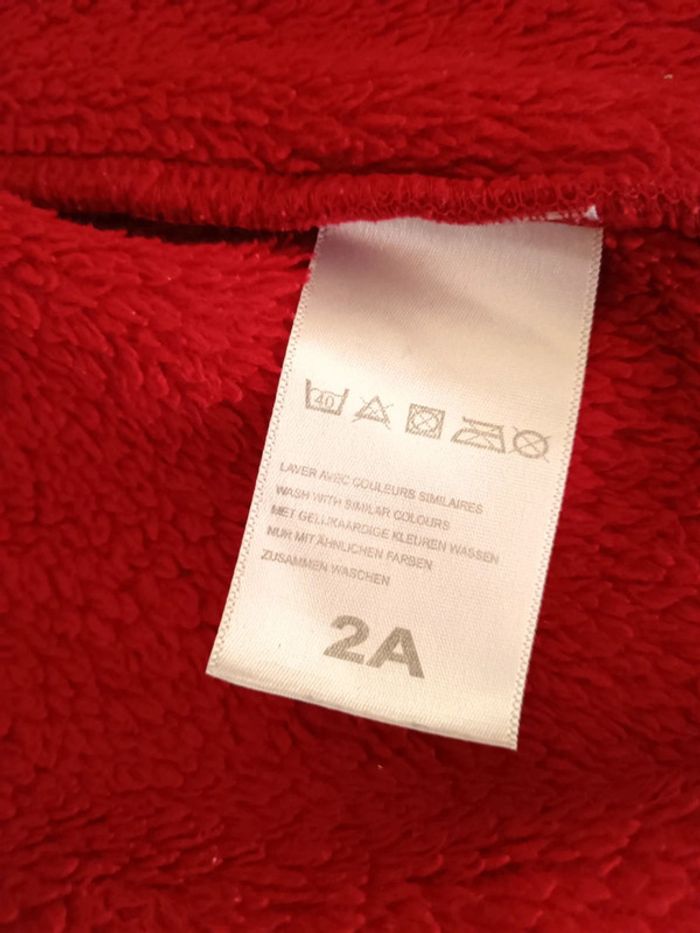 40
LAVER AVEC COULEURS SIMILAIRES
WASH WITH SIMILAR COLOURS
MET GELIJKAARDIGE KLEUREN WASSEN
NUR MIT ÄHNLICHEN FARBEN
ZUSAMMEN WASCHEN
2A